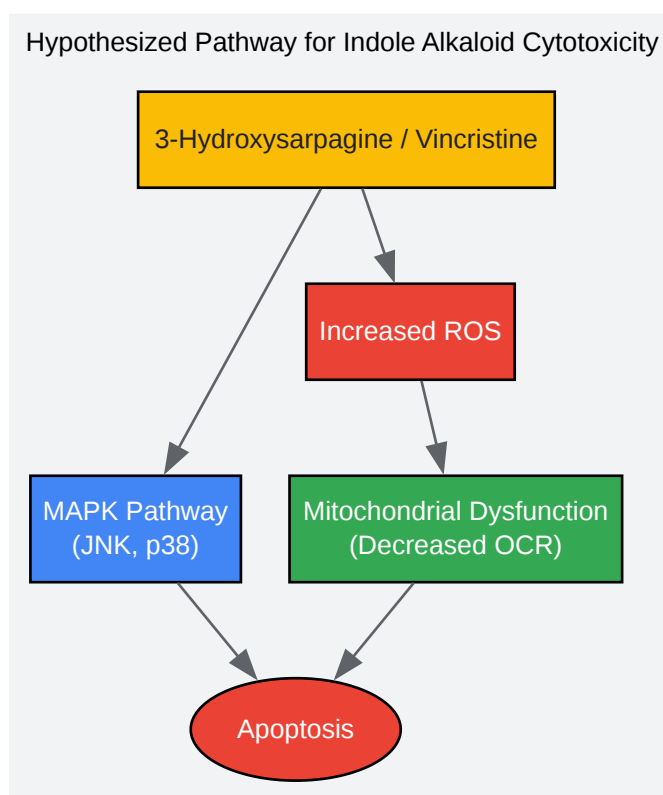 Hypothesized Pathway for Indole Alkaloid Cytotoxicity
3-Hydroxysarpagine / Vincristine
Increased ROS
MAPK Pathway
(JNK, p38)
Mitochondrial Dysfunction
(Decreased OCR)
Apoptosis